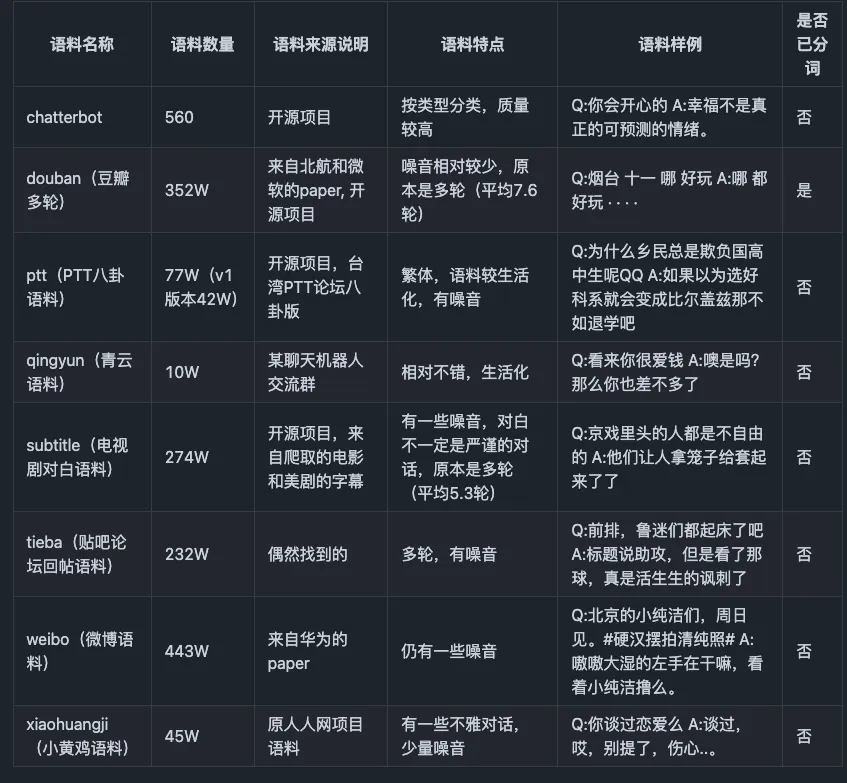 语料名称
语料数量
语料来源说明
语料特点
语料样例
是否
已分
词
chatterbot
560
开源项目
按类型分类，质量
较高
Q:你会开心的 A:幸福不是真
正的可预测的情绪。
否
douban（豆瓣
多轮）
352W
来自北航和微
软的paper, 开
源项目
噪音相对较少，原
本是多轮（平均7.6
轮）
Q:烟台 十一 哪 好玩 A:哪 都
好玩 · · · ·
是
ptt（PTT八卦
语料）
77W（v1
版本42W）
开源项目，台
湾PTT论坛八
卦版
繁体，语料较生活
化，有噪音
Q:为什么乡民总是欺负国高
中生呢QQ A:如果以为选好
科系就会变成比尔盖兹那不
如退学吧
否
qingyun（青云
语料）
10W
某聊天机器人
交流群
相对不错，生活化
Q:看来你很爱钱 A:噢是吗？
那么你也差不多了
否
subtitle（电视
剧对白语料）
274W
开源项目，来
自爬取的电影
和美剧的字幕
有一些噪音，对白
不一定是严谨的对
话，原本是多轮
（平均5.3轮）
Q:京戏里头的人都是不自由
的 A:他们让人拿笼子给套起
来了了
否
tieba（贴吧论
坛回帖语料）
232W
偶然找到的
多轮，有噪音
Q:前排，鲁迷们都起床了吧
A:标题说助攻，但是看了那
球，真是活生生的讽刺了
否
weibo（微博语
料）
443W
来自华为的
paper
仍有一些噪音
Q:北京的小纯洁们，周日
见。#硬汉摆拍清纯照# A:
嗷嗷大湿的左手在干嘛，看
着小纯洁撸么。
否
xiaohuangji
（小黄鸡语料）
45W
原人人网项目
语料
有一些不雅对话，
少量噪音
Q:你谈过恋爱么 A:谈过，
哎，别提了，伤心..。
否